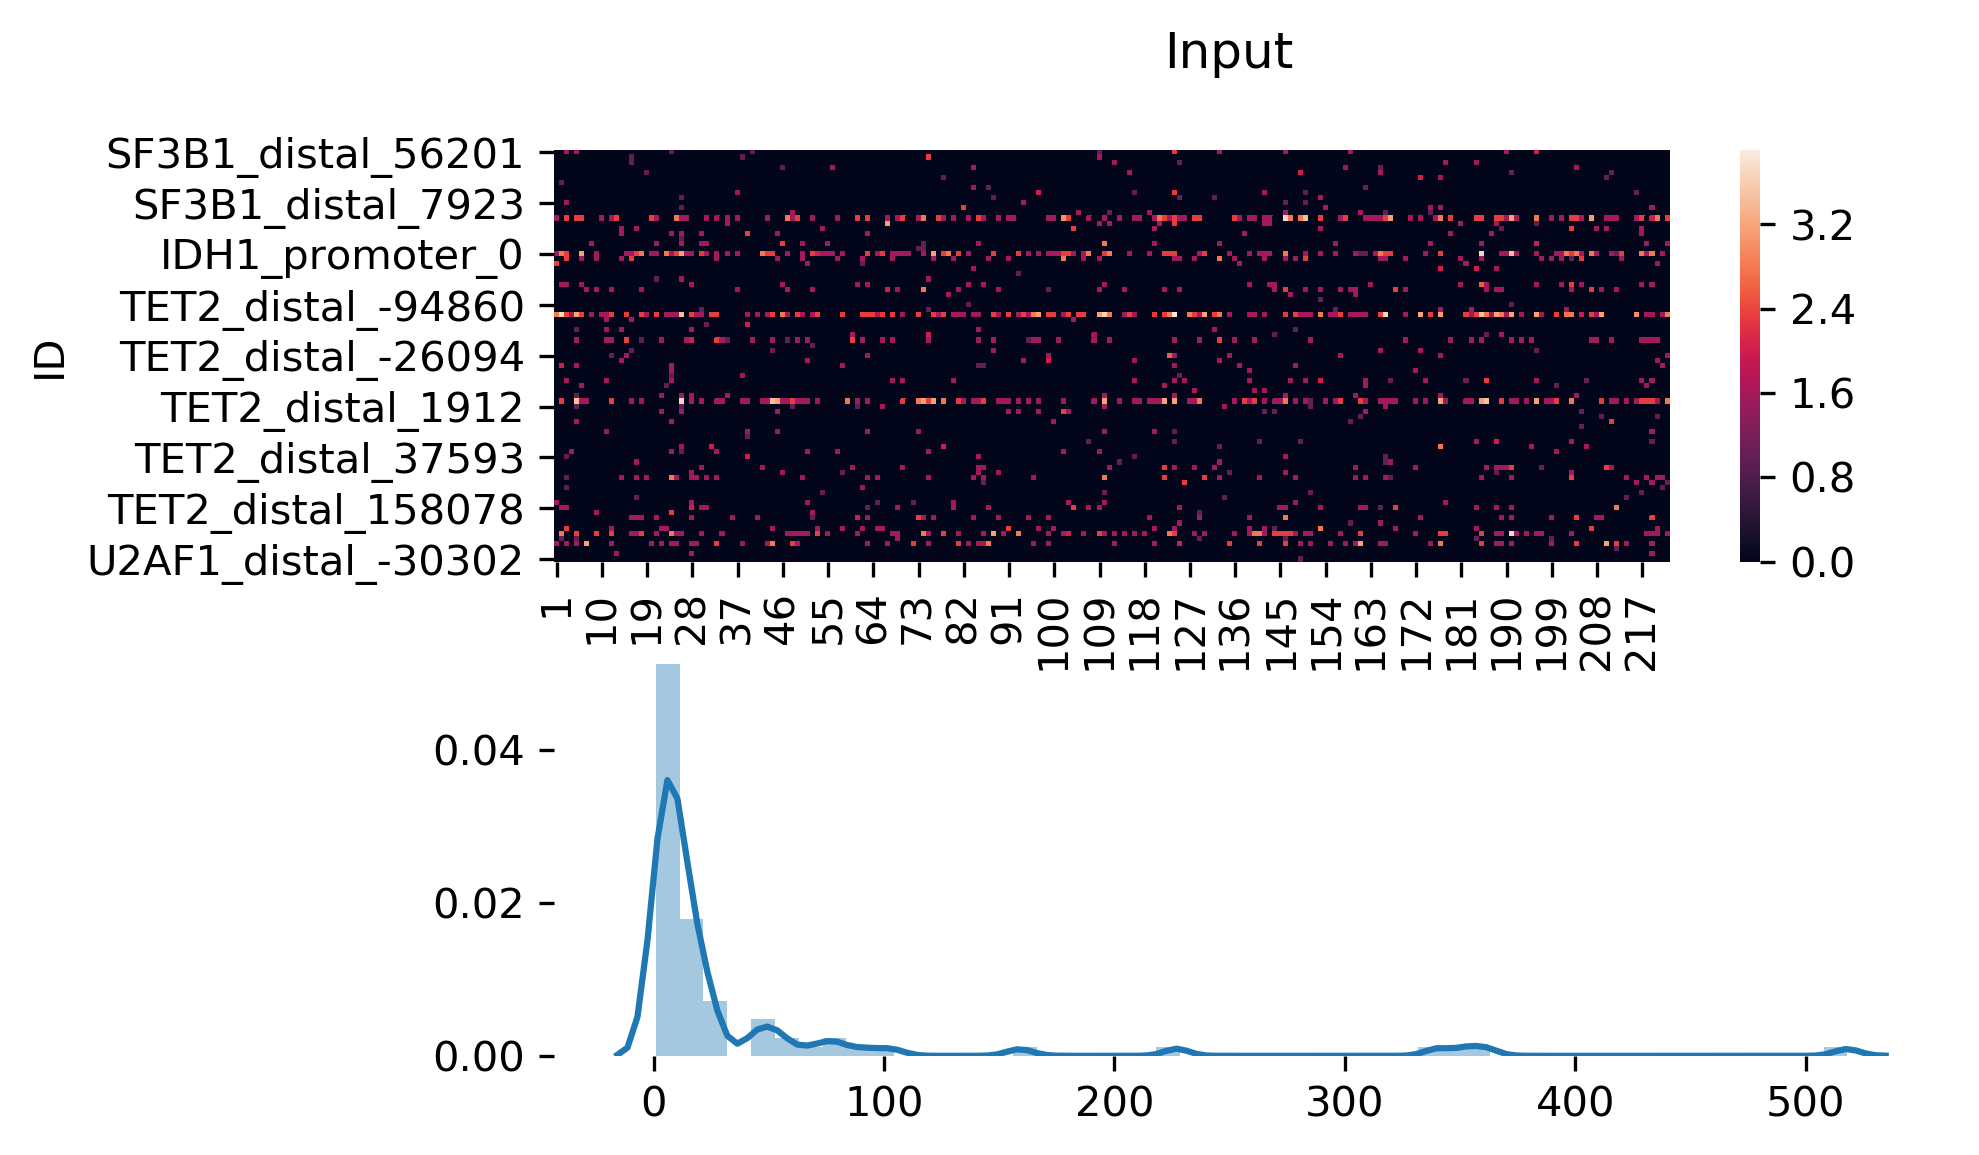 Input
ID
SF3B1_distal_56201
SF3B1_distal_7923
IDH1_promoter_0
TET2_distal_-94860
TET2_distal_-26094
TET2_distal_1912
TET2_distal_37593
TET2_distal_158078
U2AF1_distal_-30302
3.2
2.4
1.6
0.8
0.0
1 10 19 28 37 46 55 64 73 82 91 100 109 118 127 136 145 154 163 172 181 190 199 208 217
0.04
0.02
0.00
0 100 200 300 400 500